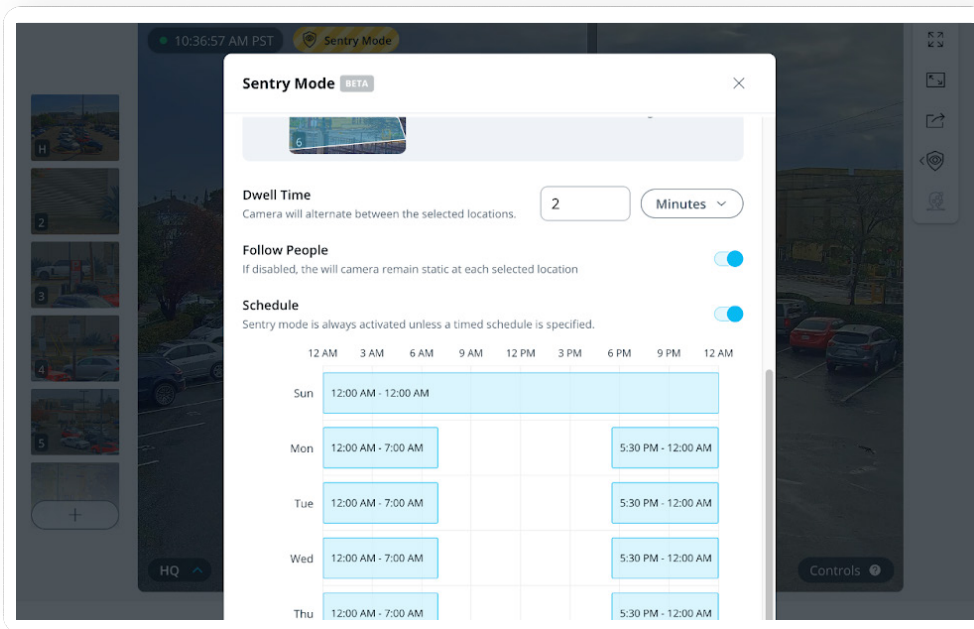 10:36:57 AM PST
Sentry Mode
Sentry Mode BETA
H
2
3
4
5
6
Dwell Time
Camera will alternate between the selected locations.
2
Minutes
Follow People
If disabled, the will camera remain static at each selected location
Schedule
Sentry mode is always activated unless a timed schedule is specified.
12 AM 3 AM 6 AM 9 AM 12 PM 3 PM 6 PM 9 PM 12 AM
Sun 12:00 AM - 12:00 AM
Mon 12:00 AM - 7:00 AM 5:30 PM - 12:00 AM
Tue 12:00 AM - 7:00 AM 5:30 PM - 12:00 AM
Wed 12:00 AM - 7:00 AM 5:30 PM - 12:00 AM
Thu 12:00 AM - 7:00 AM 5:30 PM - 12:00 AM
HQ
Controls ?